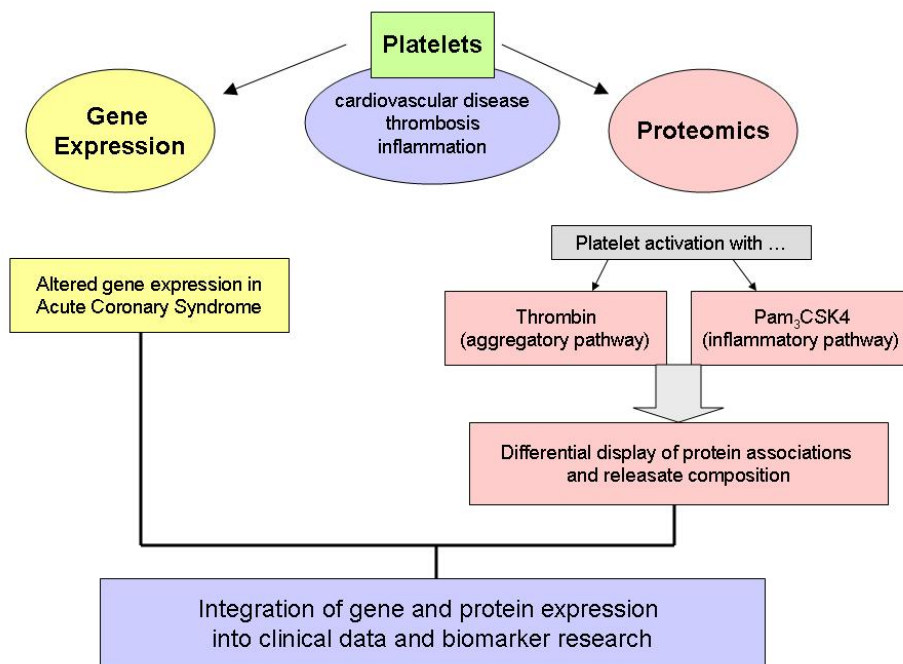 Platelets
cardiovascular disease
thrombosis
inflammation
Gene
Expression
Proteomics
Platelet activation with …
Altered gene expression in
Acute Coronary Syndrome
Thrombin
(aggregatory pathway)
Pam₃CSK4
(inflammatory pathway)
Differential display of protein associations
and releasate composition
Integration of gene and protein expression
into clinical data and biomarker research